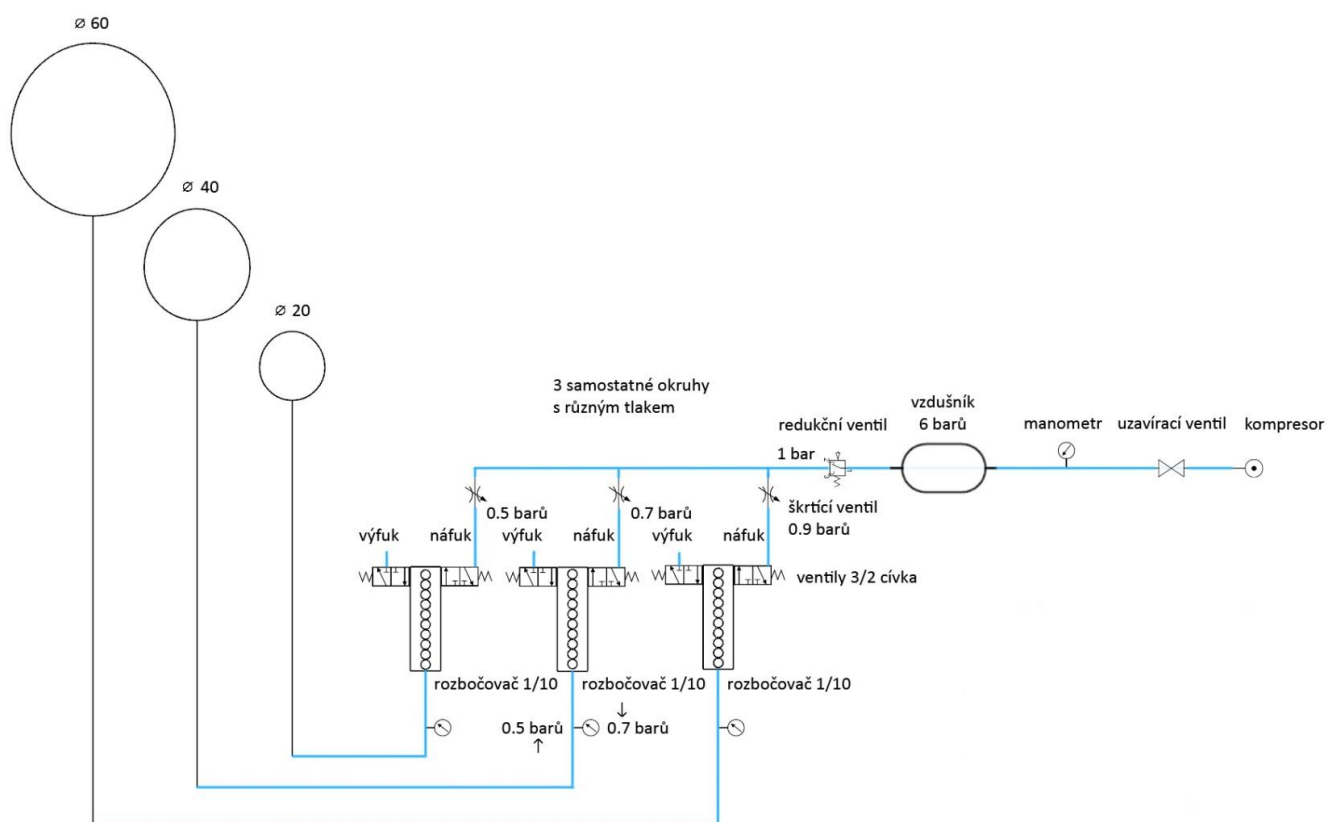 ⌀ 60
⌀ 40
⌀ 20
3 samostatné okruhy
s různým tlakem
redukční ventil
1 bar
vzdušník
6 barů
manometr
uzavírací ventil
kompresor
0.5 barů
0.7 barů
škrtící ventil
0.9 barů
výfuk
náfuk
výfuk
náfuk
výfuk
náfuk
ventily 3/2 cívka
rozbočovač 1/10
rozbočovač 1/10
rozbočovač 1/10
0.5 barů
↑
↓
0.7 barů